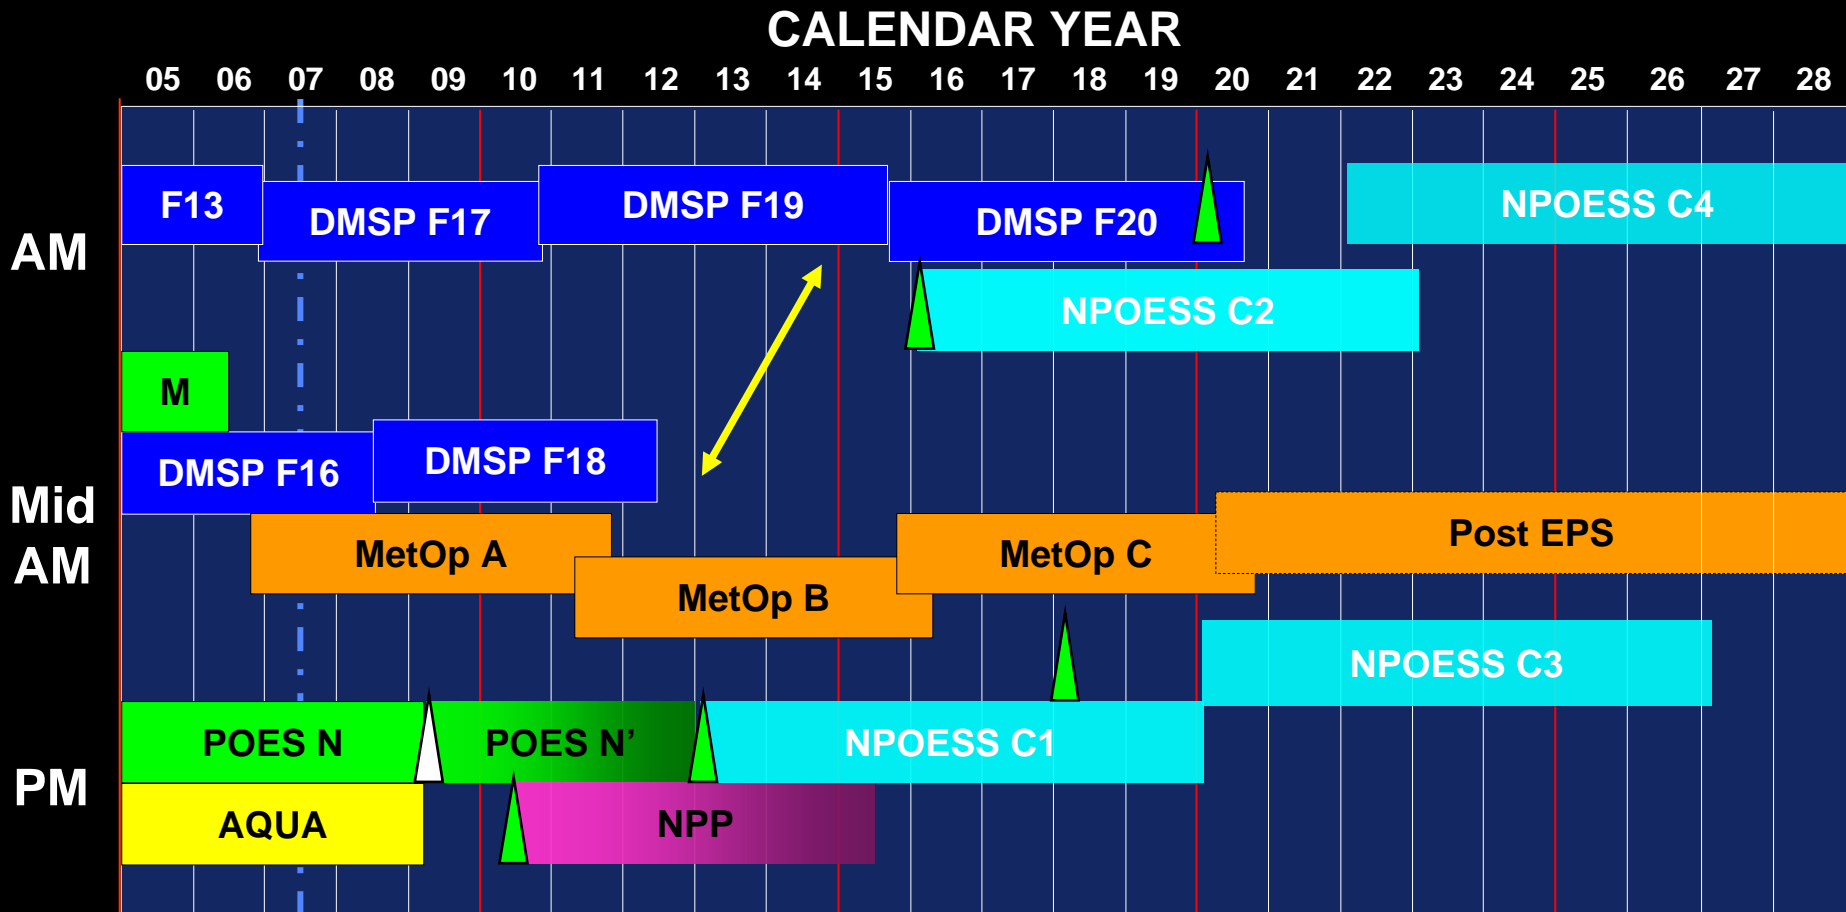 CALENDAR YEAR
05 06 07 08 09 10 11 12 13 14 15 16 17 18 19 20 21 22 23 24 25 26 27 28
AM
F13
DMSP F17
DMSP F19
DMSP F20
NPOESS C4
NPOESS C2
M
Mid
AM
DMSP F16
DMSP F18
MetOp A
MetOp B
MetOp C
Post EPS
NPOESS C3
PM
POES N
POES N’
NPOESS C1
AQUA
NPP